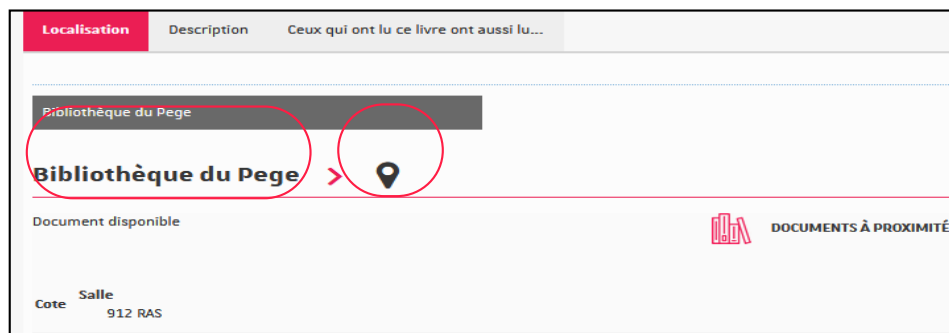 Localisation Description Ceux qui ont lu ce livre ont aussi lu...
Bibliothèque du Pege
Bibliothèque du Pege >
Document disponible DOCUMENTS À PROXIMITÉ
Salle
Cote
912 RAS